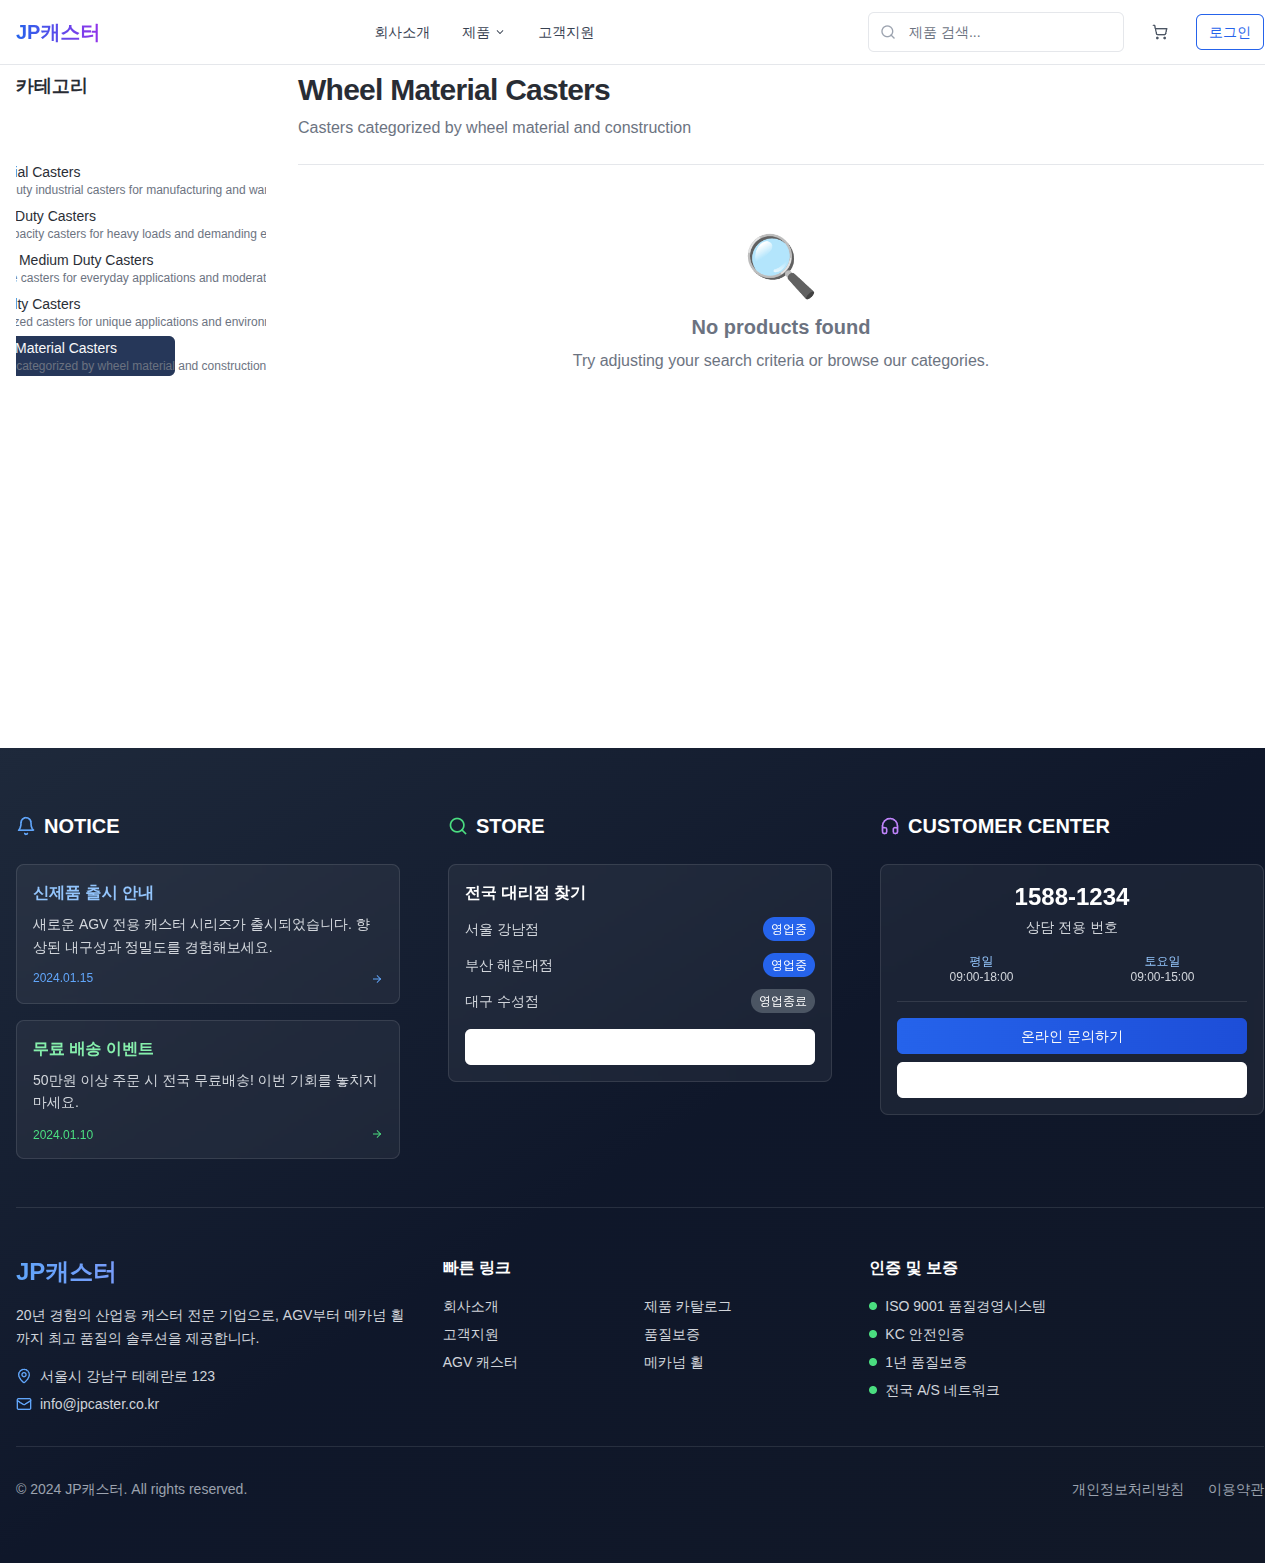 JP캐스터
회사소개
제품
고객지원
제품 검색...
로그인
카테고리
ial Casters
uty industrial casters for manufacturing and war
Duty Casters
pacity casters for heavy loads and demanding e
Medium Duty Casters
e casters for everyday applications and moderat
lty Casters
zed casters for unique applications and environ
Material Casters
categorized by wheel material and construction
Wheel Material Casters
Casters categorized by wheel material and construction
No products found
Try adjusting your search criteria or browse our categories.
NOTICE
신제품 출시 안내
새로운 AGV 전용 캐스터 시리즈가 출시되었습니다. 향
상된 내구성과 정밀도를 경험해보세요.
2024.01.15
무료 배송 이벤트
50만원 이상 주문 시 전국 무료배송! 이번 기회를 놓치지
마세요.
2024.01.10
STORE
전국 대리점 찾기
서울 강남점
영업중
부산 해운대점
영업중
대구 수성점
영업종료
CUSTOMER CENTER
1588-1234
상담 전용 번호
평일
09:00-18:00
토요일
09:00-15:00
온라인 문의하기
JP캐스터
20년 경험의 산업용 캐스터 전문 기업으로, AGV부터 메카넘 휠
까지 최고 품질의 솔루션을 제공합니다.
서울시 강남구 테헤란로 123
info@jpcaster.co.kr
빠른 링크
회사소개
제품 카탈로그
고객지원
품질보증
AGV 캐스터
메카넘 휠
인증 및 보증
ISO 9001 품질경영시스템
KC 안전인증
1년 품질보증
전국 A/S 네트워크
© 2024 JP캐스터. All rights reserved.
개인정보처리방침
이용약관